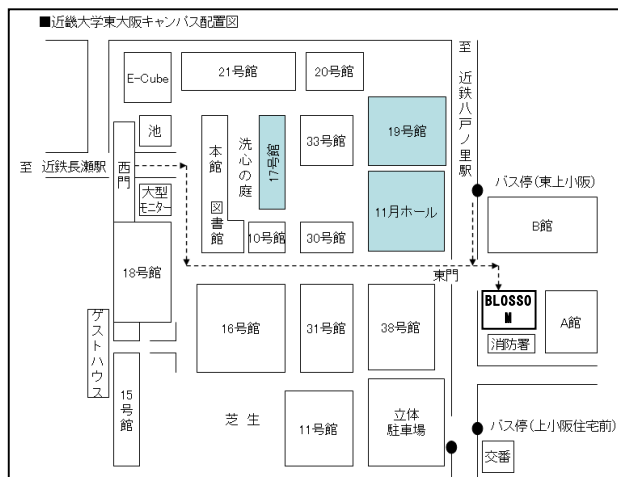 ■近畿大学東大阪キャンパス配置図
至 近鉄八戸ノ里駅
E-Cube
21号館
20号館
池
本館 図書館
洗心の庭
17号館
33号館
19号館
至 近鉄長瀬駅
西門
大型
モニター
11月ホール
バス停(東上小阪)
B館
10号館
30号館
18号館
東門
16号館
31号館
38号館
BLOSSO
M
消防署
A館
ゲストハウス
15号館
芝生
11号館
立体
駐車場
バス停(上小阪住宅前)
交番